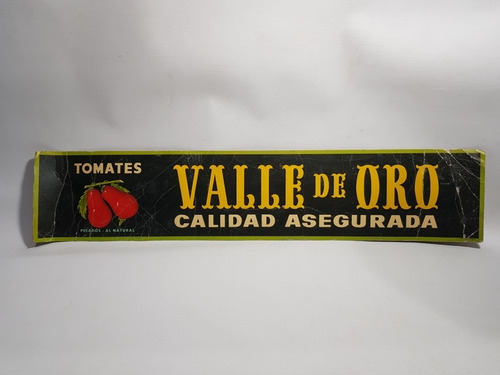 TOMATES
PELADOS - AL NATURAL
VALLE DE ORO
CALIDAD ASEGURADA